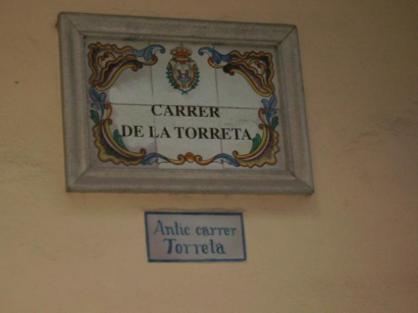 CARRER
DE LA TORRETA
Antic carrer
Torreta